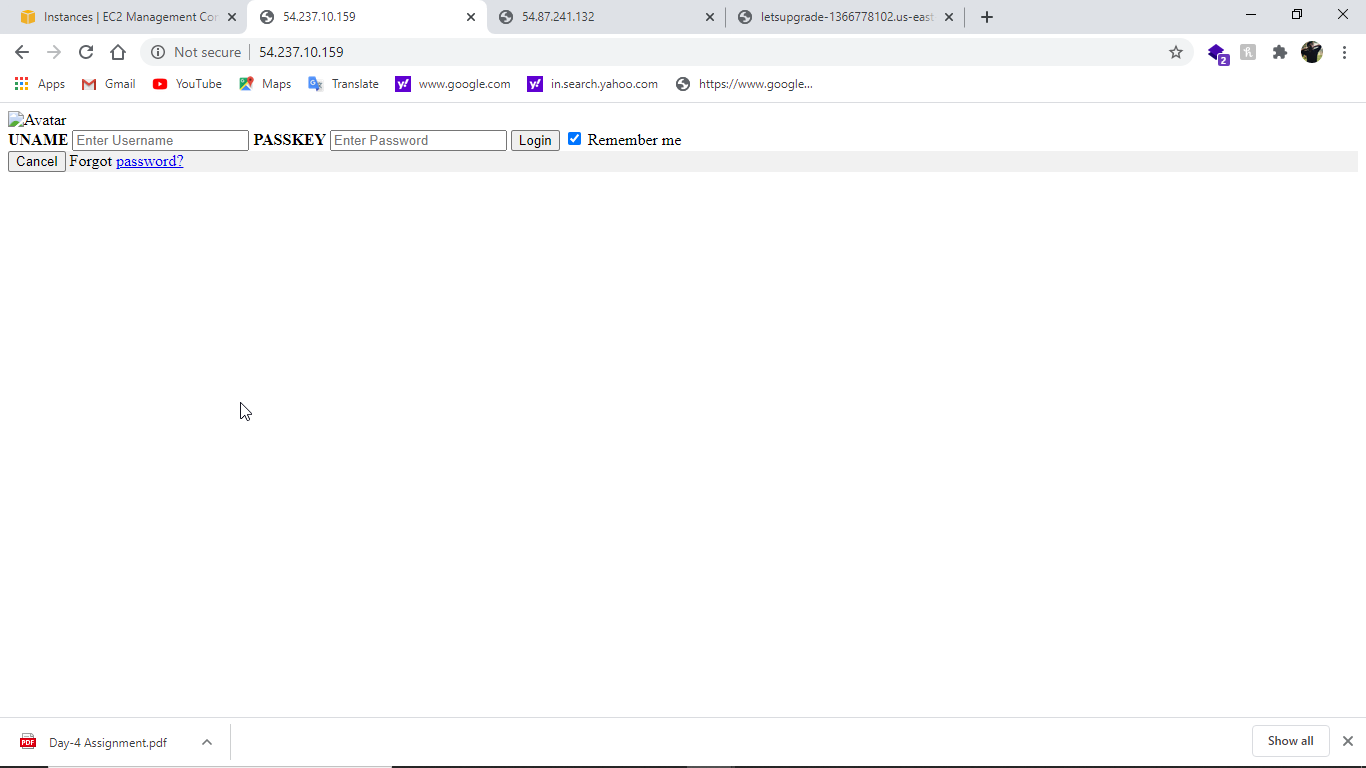 Instances | EC2 Management Con
54.237.10.159
54.87.241.132
letsupgrade-1366778102.us-east
Not secure
54.237.10.159
2
Apps
Gmail
YouTube
Maps
Translate
www.google.com
in.search.yahoo.com
https://www.google...
Avatar
UNAME Enter Username PASSKEY Enter Password Login Remember me
Cancel Forgot password?
Day-4 Assignment.pdf
Show all